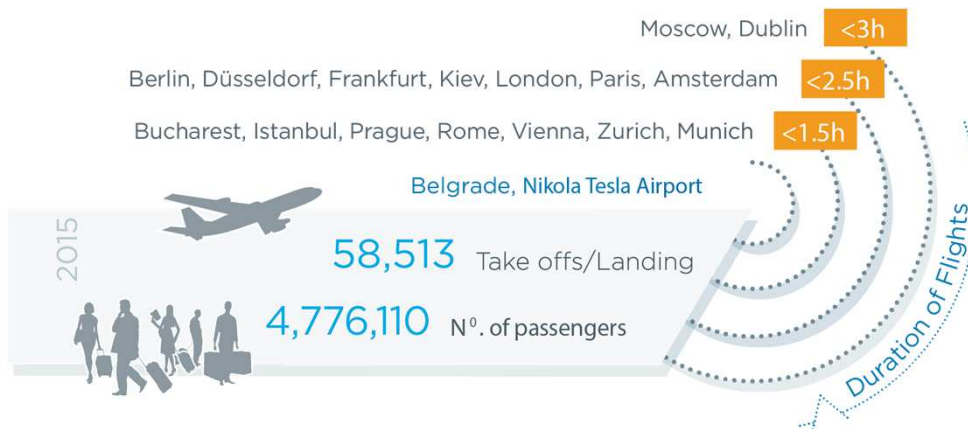 Moscow, Dublin <3h
Berlin, Düsseldorf, Frankfurt, Kiev, London, Paris, Amsterdam <2.5h
Bucharest, Istanbul, Prague, Rome, Vienna, Zurich, Munich <1.5h
Belgrade, Nikola Tesla Airport
2015
58,513 Take offs/Landing
4,776,110 N⁰. of passengers
Duration of Flights